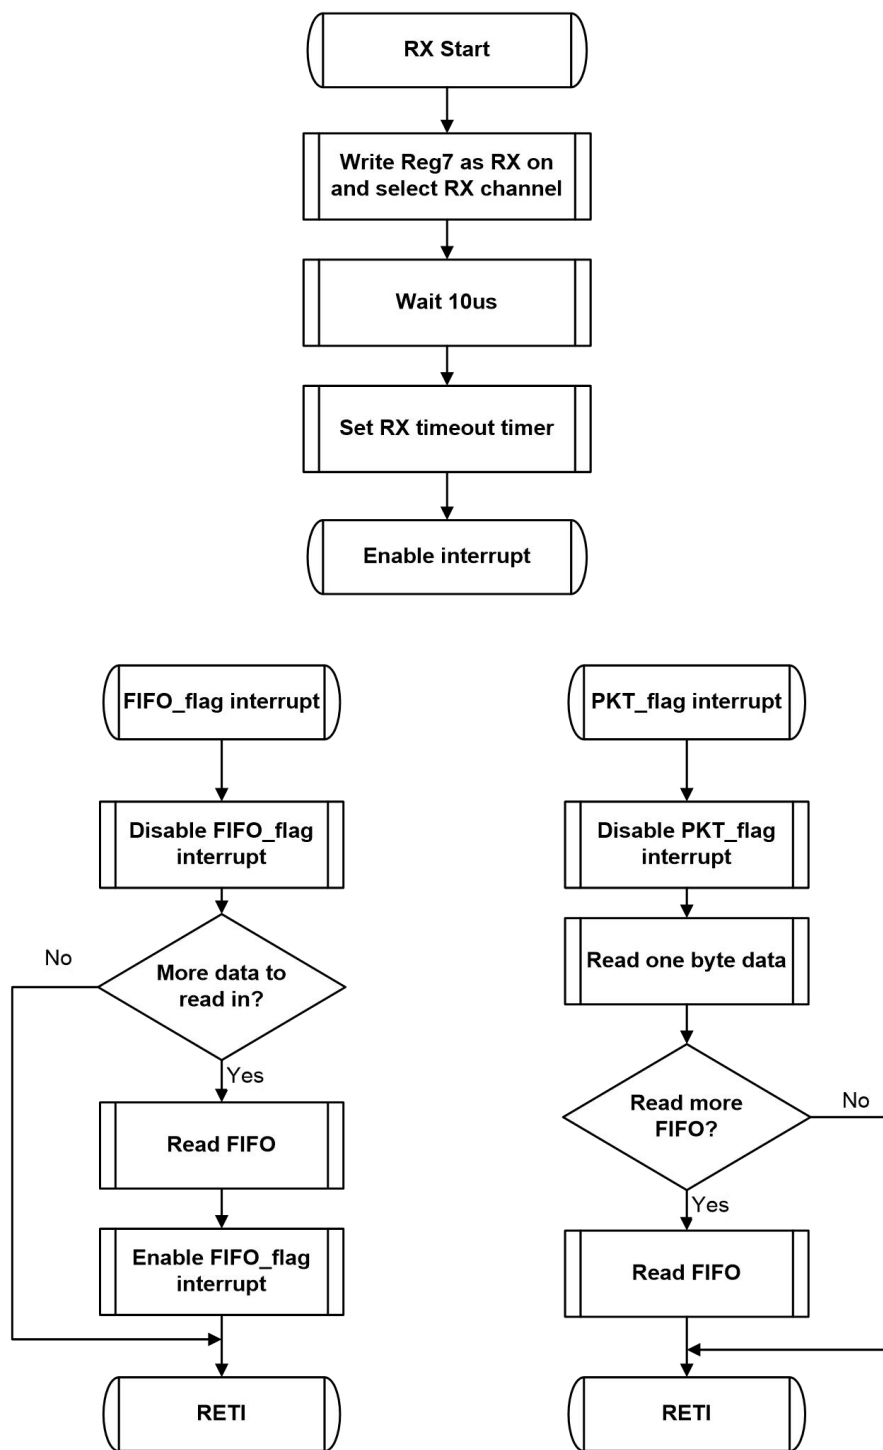 RX Start
Write Reg7 as RX on
and select RX channel
Wait 10us
Set RX timeout timer
Enable interrupt
FIFO_flag interrupt
Disable FIFO_flag
interrupt
No
More data to
read in?
Yes
Read FIFO
Enable FIFO_flag
interrupt
RETI
PKT_flag interrupt
Disable PKT_flag
interrupt
Read one byte data
Read more
FIFO?
No
Yes
Read FIFO
RETI